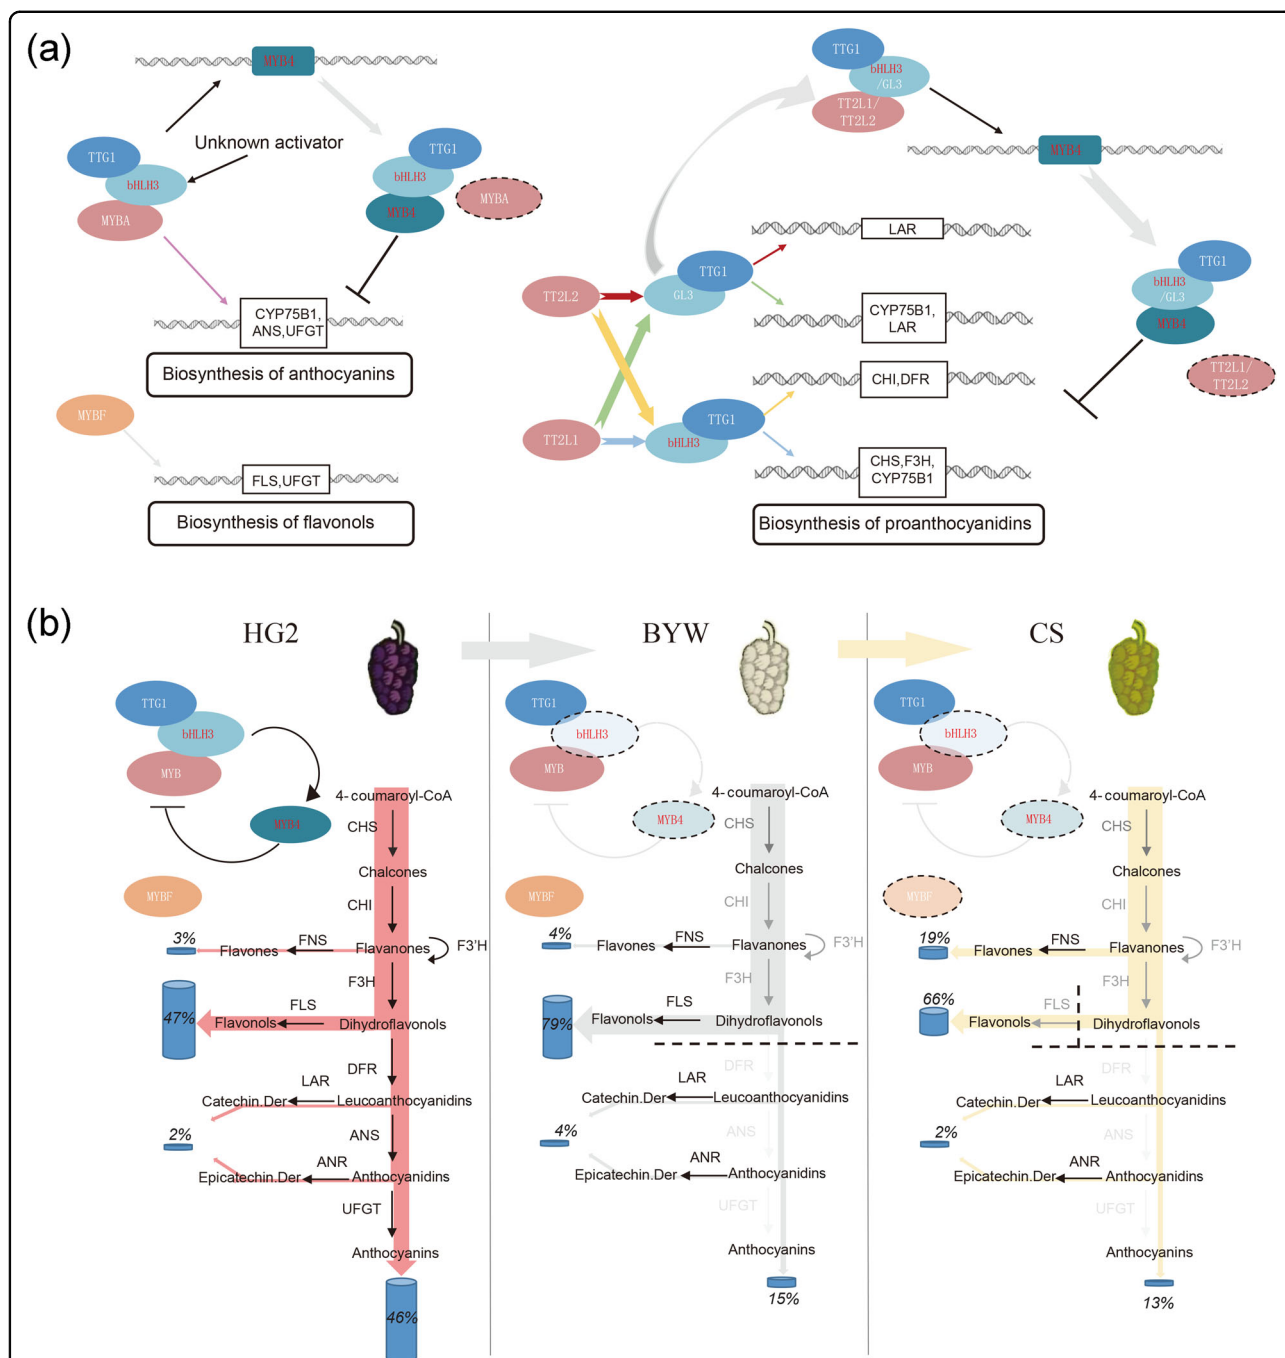 (a)
MYB4
Unknown activator
TTG1
bHLH3
MYBA
TTG1
bHLH3
MYB4
MYBA
CYP75B1,
ANS,UFGT
Biosynthesis of anthocyanins
MYBF
FLS,UFGT
Biosynthesis of flavonols
TTG1
bHLH3
/GL3
TT2L1/
TT2L2
MYB4
LAR
TTG1
GL3
TT2L2
CYP75B1,
LAR
CHI,DFR
TTG1
bHLH3
TT2L1
CHS,F3H,
CYP75B1
TTG1
bHLH3
/GL3
MYB4
TT2L1/
TT2L2
Biosynthesis of proanthocyanidins
(b)
HG2
TTG1
bHLH3
MYB
MYB4
MYBF
4-coumaroyl-CoA
CHS
Chalcones
CHI
3%
Flavones
FNS
Flavanones
F3'H
F3H
47%
Flavonols
FLS
Dihydroflavonols
DFR
LAR
Catechin.Der
Leucoanthocyanidins
2%
ANS
ANR
Epicatechin.Der
Anthocyanidins
UFGT
Anthocyanins
46%
BYW
TTG1
bHLH3
MYB
MYB4
MYBF
4-coumaroyl-CoA
CHS
Chalcones
CHI
4%
Flavones
FNS
Flavanones
F3'H
F3H
79%
Flavonols
FLS
Dihydroflavonols
DFR
LAR
Catechin.Der
Leucoanthocyanidins
4%
ANS
ANR
Epicatechin.Der
Anthocyanidins
UFGT
Anthocyanins
15%
CS
TTG1
bHLH3
MYB
MYB4
MYBF
4-coumaroyl-CoA
CHS
Chalcones
CHI
19%
Flavones
FNS
Flavanones
F3'H
F3H
66%
Flavonols
FLS
Dihydroflavonols
DFR
LAR
Catechin.Der
Leucoanthocyanidins
2%
ANS
ANR
Epicatechin.Der
Anthocyanidins
UFGT
Anthocyanins
13%